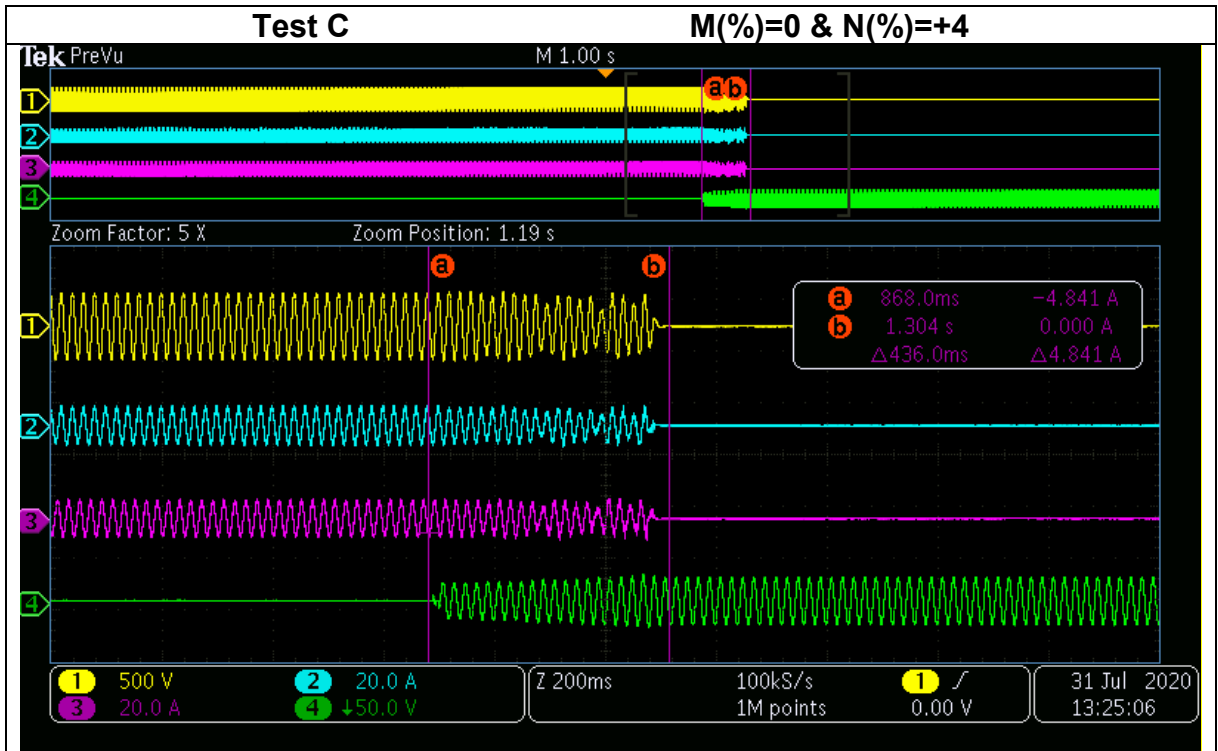 Test C M(%)=0 & N(%)=+4
Tek PreVu M 1.00 s
a b
1
2
3
4
Zoom Factor: 5 X Zoom Position: 1.19 s
a b
a 868.0ms −4.841 A
1 b 1.304 s 0.000 A
△436.0ms △4.841 A
2
3
4
1 500 V 2 20.0 A Z 200ms 100kS/s 1 31 Jul 2020
3 20.0 A 4 ↓50.0 V 1M points 0.00 V 13:25:06